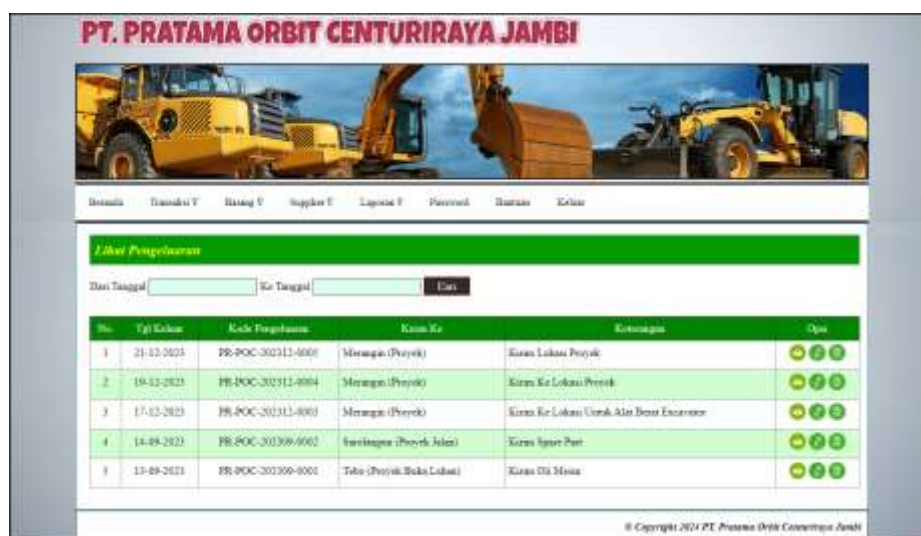 PT. PRATAMA ORBIT CENTURIRAYA JAMBI
Beranda Transaksi V Barang V Supplier V Laporan V Password Bantuan Keluar
Lihat Pengeluaran
Dari Tanggal Ke Tanggal Cari
No. Tgl Keluar Kode Pengeluaran Kirim Ke Keterangan Opsi
1 21-12-2023 Merangin (Proyek) Kirim Lokasi Proyek
2 19-12-2023 PR-POC-202312-0004 Merangin (Proyek) Kirim Ke Lokasi Proyek
3 17-12-2023 PR-POC-202312-0003 Merangin (Proyek) Kirim Ke Lokasi Untuk Alat Berat Excavator
4 14-09-2023 PR-POC-202309-0002 Sarolangun (Proyek Jalan) Kirim Spare Part
5 13-09-2023 PR-POC-202309-0001 Tebo (Proyek Buka Lahan) Kirim Oli Mesin
© Copyright 2024 PT. Pratama Orbit Centuriraya Jambi